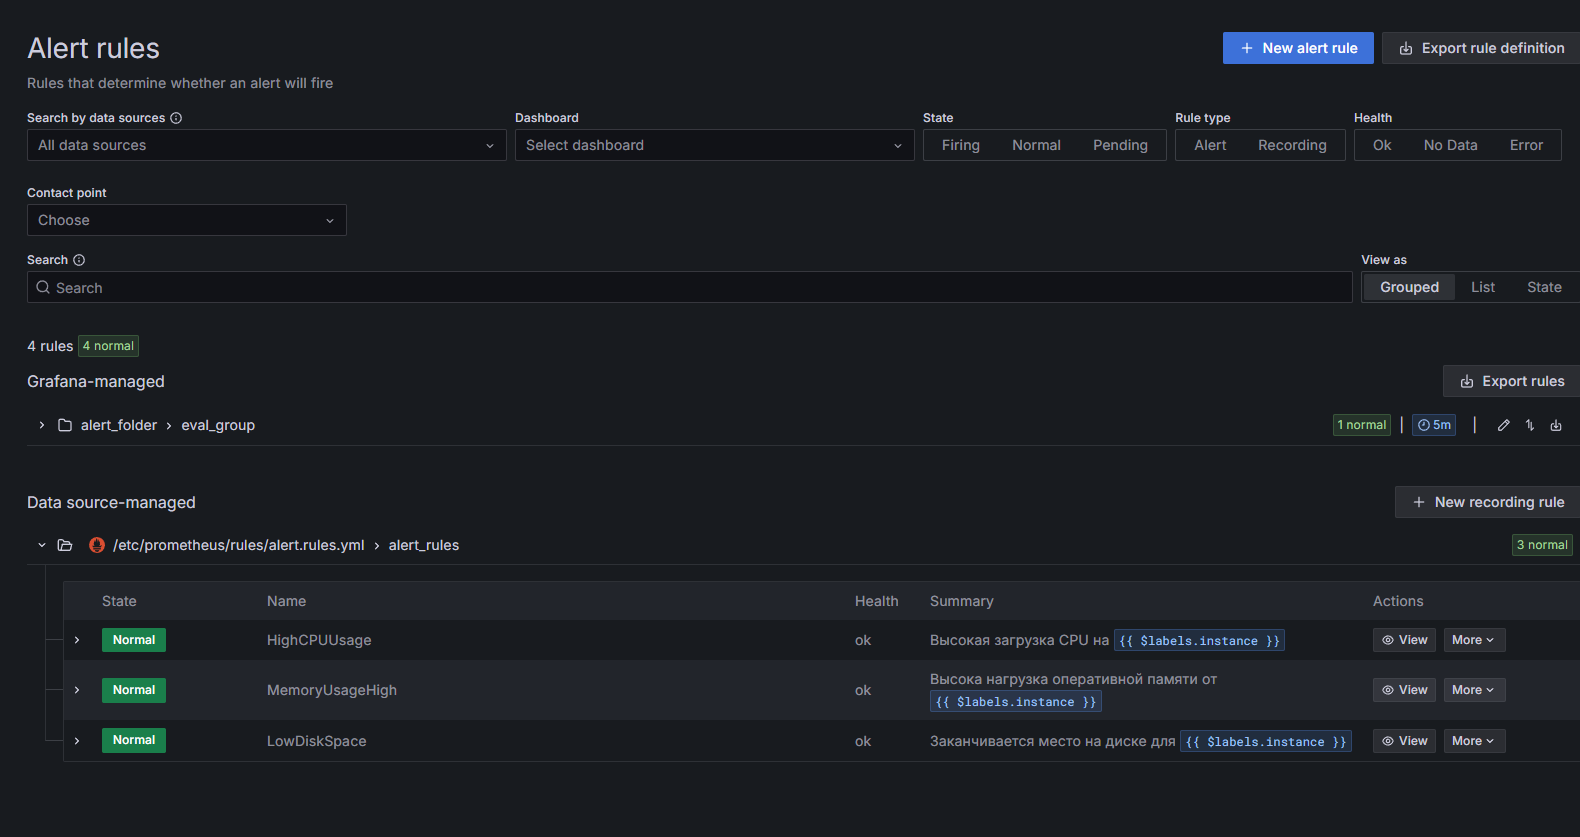 Alert rules
New alert rule
Export rule definition
Rules that determine whether an alert will fire
Search by data sources
Dashboard
State
Rule type
Health
All data sources
Select dashboard
Firing Normal Pending
Alert Recording
Ok No Data Error
Contact point
Choose
Search
View as
Search
Grouped List State
4 rules 4 normal
Grafana-managed
Export rules
alert_folder › eval_group
1 normal | 5m |
Data source-managed
New recording rule
/etc/prometheus/rules/alert.rules.yml › alert_rules
3 normal
State Name Health Summary Actions
Normal HighCPUUsage ok Высокая загрузка CPU на {{ $labels.instance }} View More
Normal MemoryUsageHigh ok Высока нагрузка оперативной памяти от
{{ $labels.instance }} View More
Normal LowDiskSpace ok Заканчивается место на диске для {{ $labels.instance }} View More